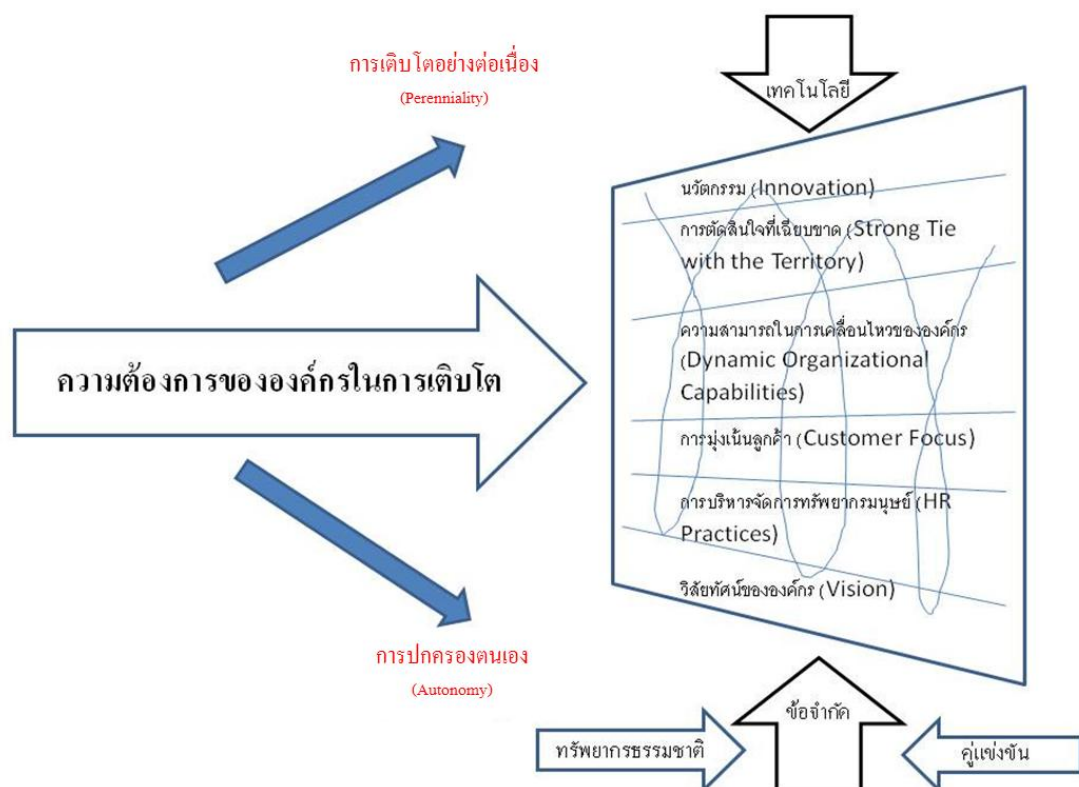 การเติบโตอย่างต่อเนื่อง
(Perenniality)
เทคโนโลยี
นวัตกรรม (Innovation)
การตัดสินใจที่เฉียบขาด (Strong Tie
with the Territory)
ความสามารถในการเคลื่อนไหวขององค์กร
(Dynamic Organizational
Capabilities)
ความต้องการขององค์กรในการเติบโต
การมุ่งเน้นลูกค้า (Customer Focus)
การบริหารจัดการทรัพยากรมนุษย์ (HR
Practices)
วิสัยทัศน์ขององค์กร (Vision)
การปกครองตนเอง
(Autonomy)
ข้อจำกัด
ทรัพยากรธรรมชาติ
คู่แข่งขัน